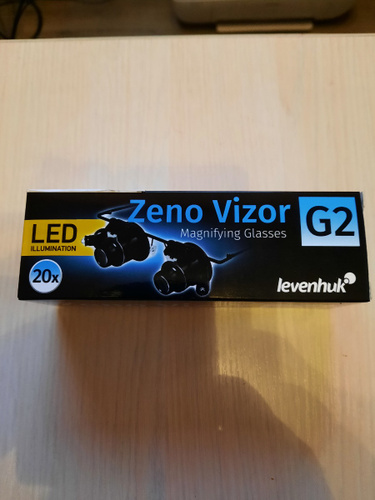 Zeno Vizor
Magnifying Glasses
G2
LED
ILLUMINATION
20x
levenhuk